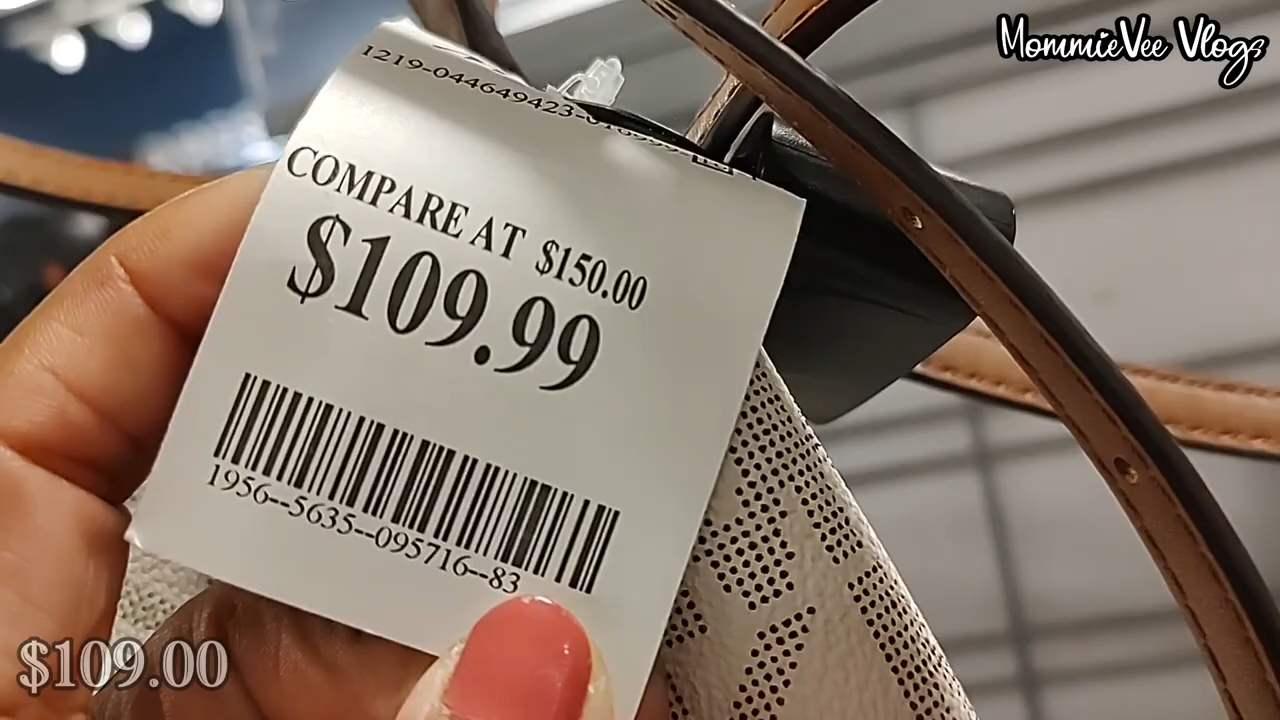 MommieVee Vlogs
1219-044649423-
COMPARE AT $150.00
$109.99
1956--5635--095716--83
$109.00